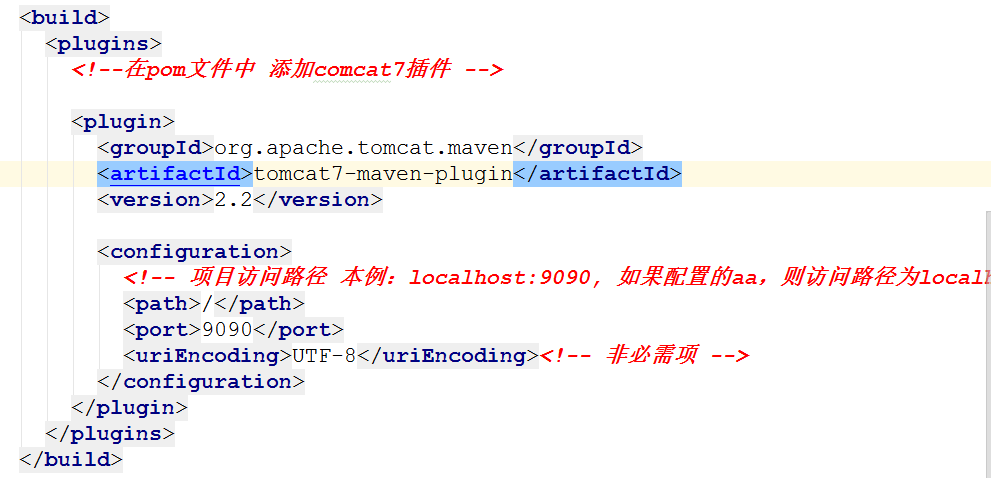 <build>
<plugins>
<!--在pom文件中 添加comcat7插件 -->
<plugin>
<groupId>org.apache.tomcat.maven</groupId>
<artifactId>tomcat7-maven-plugin</artifactId>
<version>2.2</version>
<configuration>
<!-- 项目访问路径 本例：localhost:9090, 如果配置的aa，则访问路径为localh
<path>/</path>
<port>9090</port>
<uriEncoding>UTF-8</uriEncoding><!-- 非必需项 -->
</configuration>
</plugin>
</plugins>
</build>